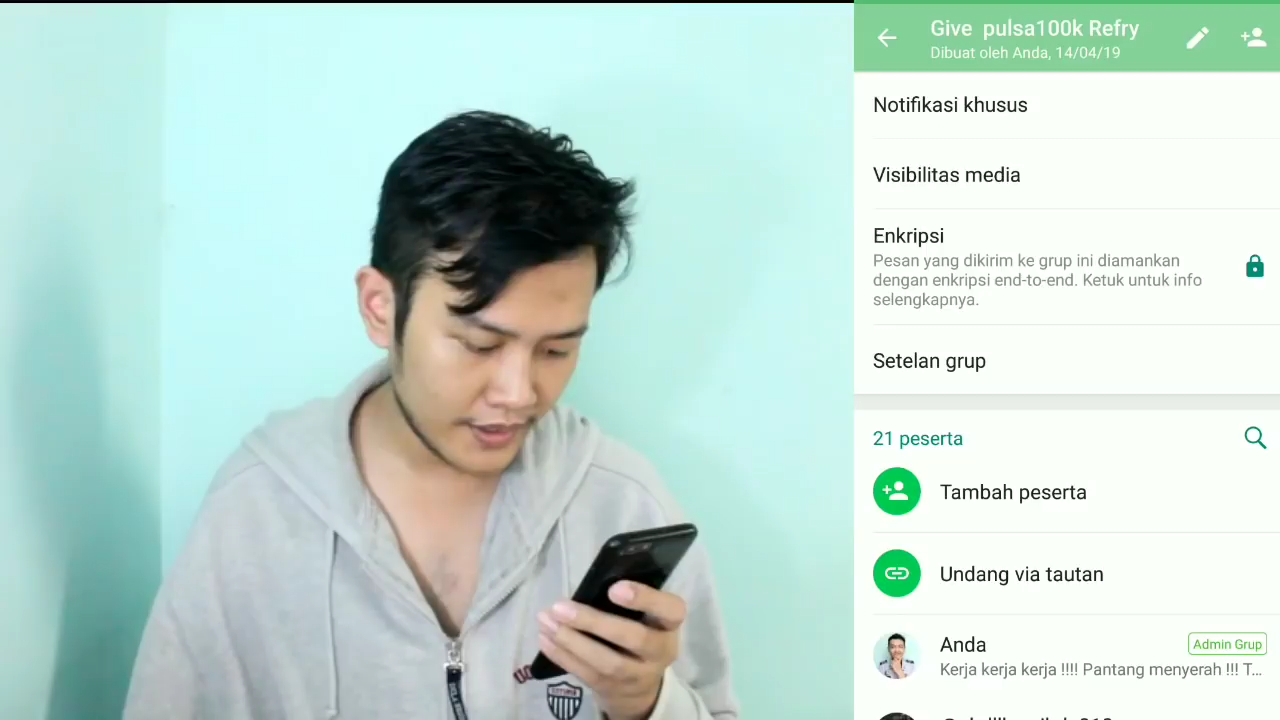 Give pulsa100k Refry
Dibuat oleh Anda, 14/04/19
Notifikasi khusus
Visibilitas media
Enkripsi
Pesan yang dikirim ke grup ini diamankan
dengan enkripsi end-to-end. Ketuk untuk info
selengkapnya.
Setelan grup
21 peserta
Tambah peserta
Undang via tautan
Anda
Admin Grup
Kerja kerja kerja !!!! Pantang menyerah !!! T...